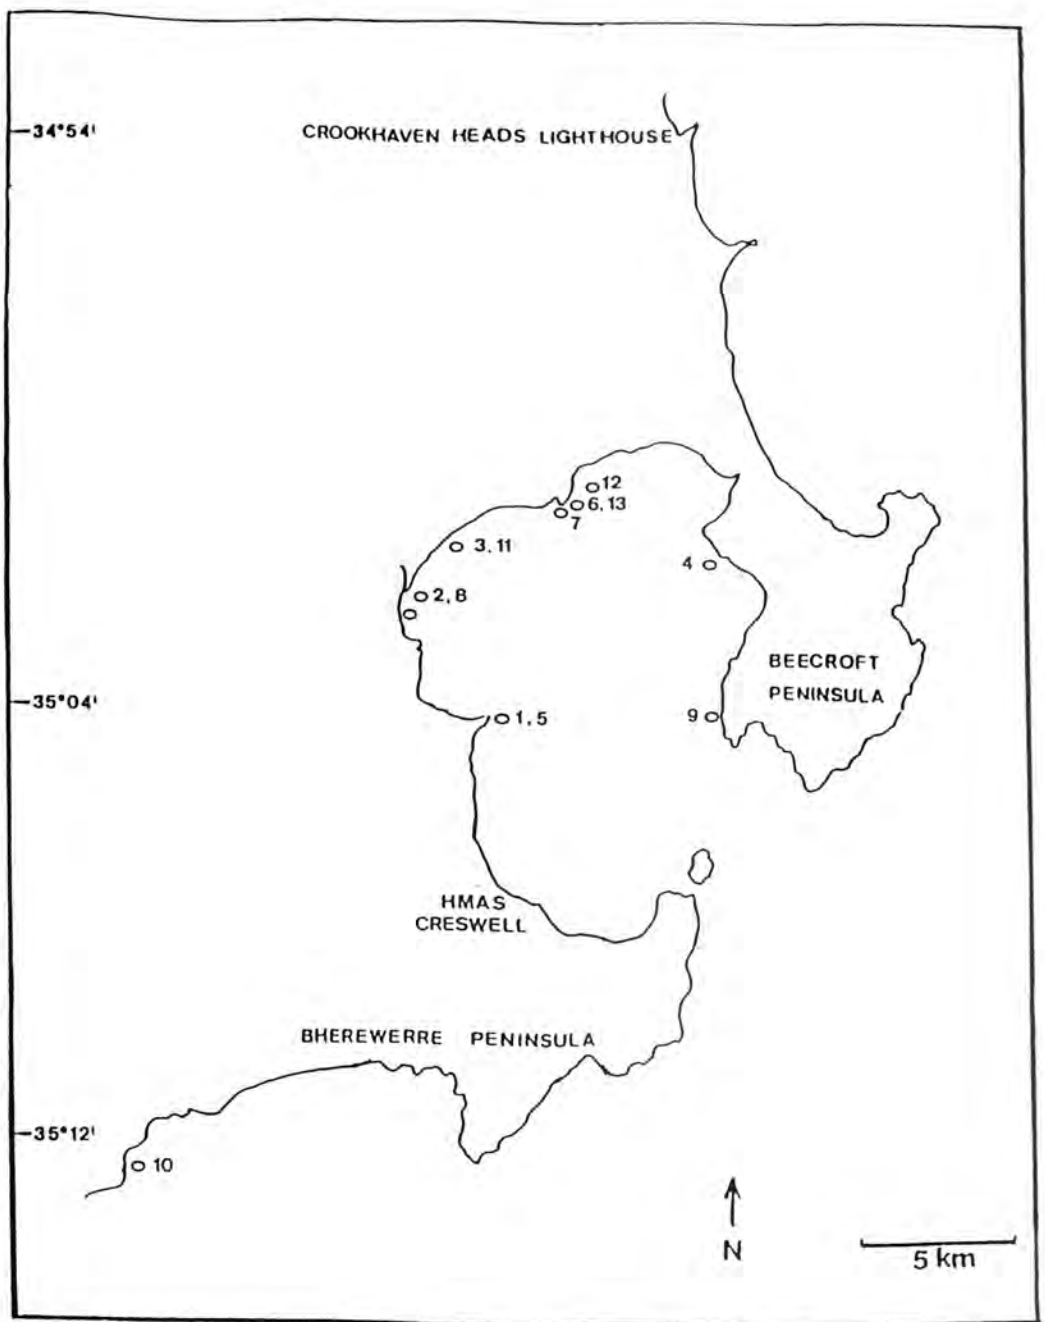 34°54'
CROOKHAVEN HEADS LIGHTHOUSE
12
6,13
7
3,11
4
2,8
BEECROFT
PENINSULA
35°04'
1,5
9
HMAS
CRESWELL
BHEREWERRE PENINSULA
35°12'
10
N
5 km